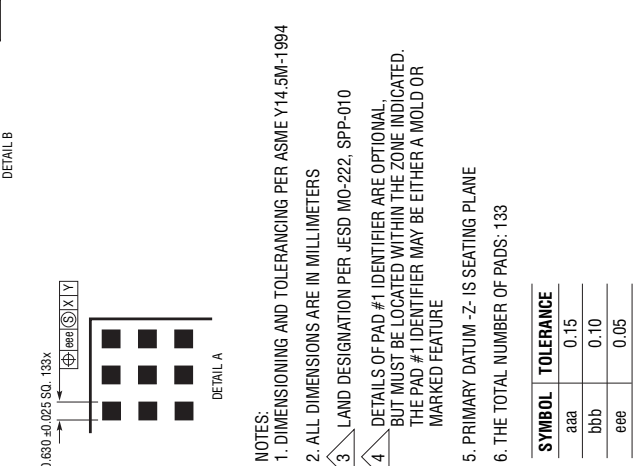 DETAIL B
0.630 ±0.025 SQ. 133x
⌖ eee Ⓢ X Y
DETAIL A
NOTES:
1. DIMENSIONING AND TOLERANCING PER ASME Y14.5M-1994
2. ALL DIMENSIONS ARE IN MILLIMETERS
3 LAND DESIGNATION PER JESD MO-222, SPP-010
4 DETAILS OF PAD #1 IDENTIFIER ARE OPTIONAL,
BUT MUST BE LOCATED WITHIN THE ZONE INDICATED.
THE PAD #1 IDENTIFIER MAY BE EITHER A MOLD OR
MARKED FEATURE
5. PRIMARY DATUM -Z- IS SEATING PLANE
6. THE TOTAL NUMBER OF PADS: 133
SYMBOL TOLERANCE
aaa 0.15
bbb 0.10
eee 0.05